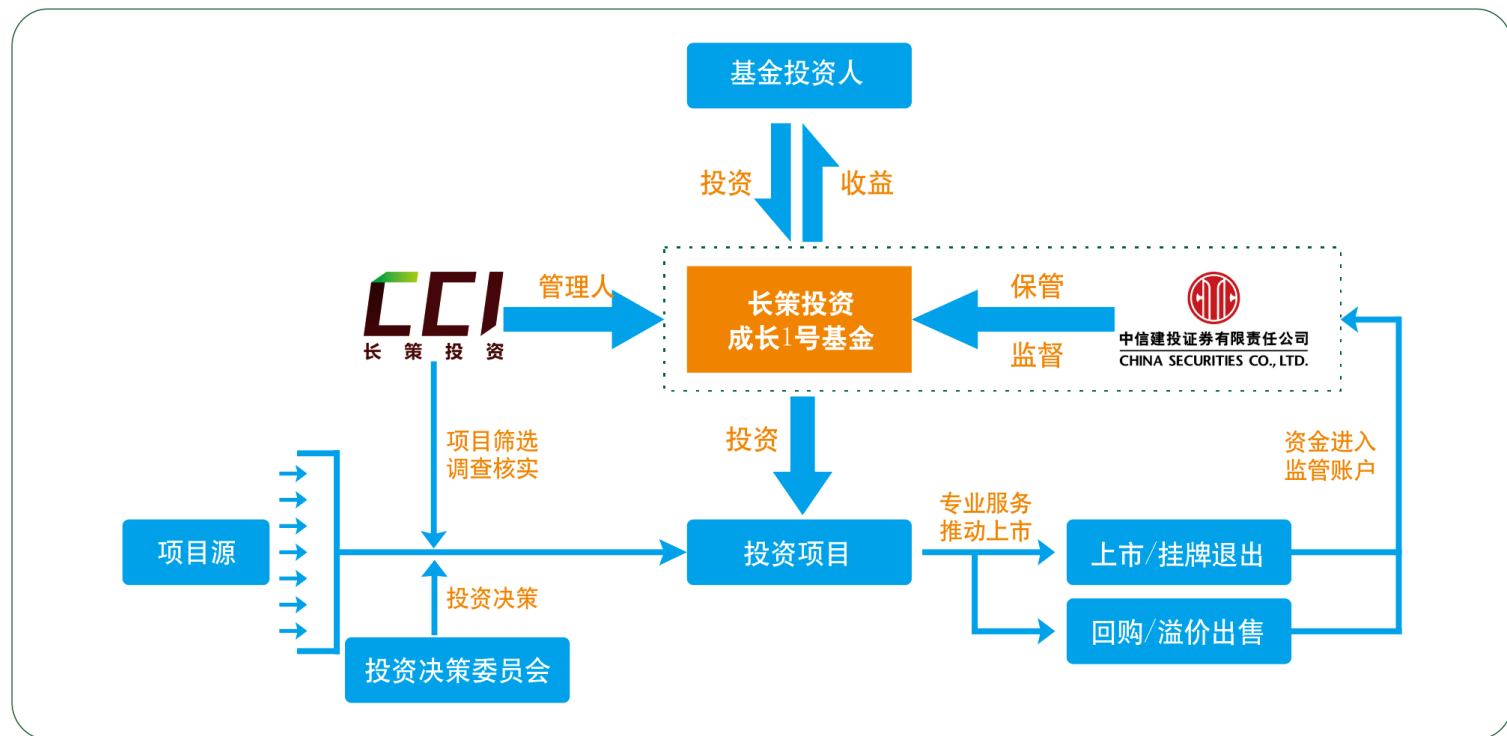 基金投资人
投资
收益
CCI
长策投资
管理人
长策投资
成长1号基金
保管
监督
中信建投证券有限责任公司
CHINA SECURITIES CO., LTD.
项目筛选
调查核实
投资
资金进入
监管账户
项目源
投资决策
投资决策委员会
投资项目
专业服务
推动上市
上市/挂牌退出
回购/溢价出售